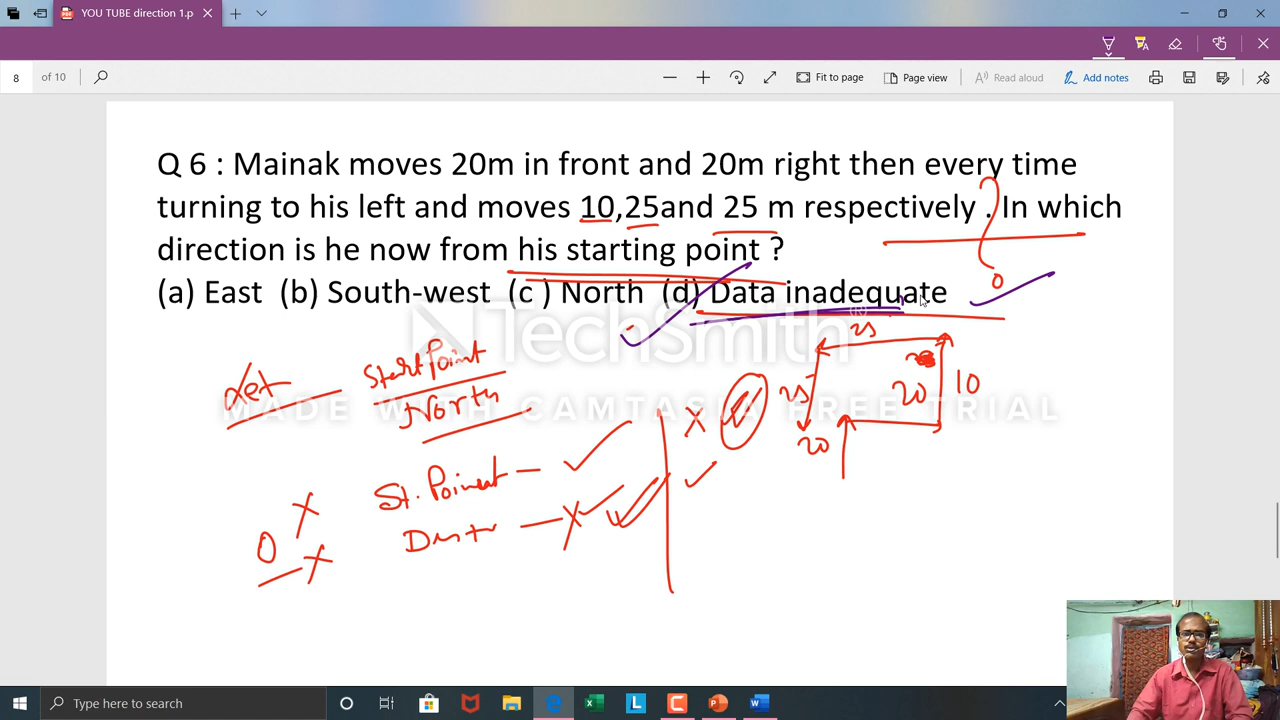 YOU TUBE direction 1.p
8 of 10
Fit to page
Page view
Read aloud
Add notes
Q 6 : Mainak moves 20m in front and 20m right then every time
turning to his left and moves 10,25and 25 m respectively . In which
direction is he now from his starting point ?
(a) East (b) South-west (c ) North (d) Data inadequate
TechSmith
MADE WITH CAMTASIA FREE TRIAL
Let
Start Point
North
St. Point
X
25
20
10
25
20
0
X
X
X
0
Type here to search